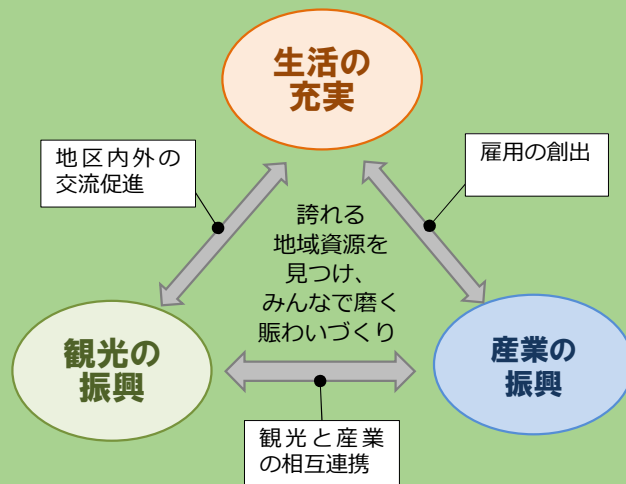 生活の
充実
地区内外の
交流促進
雇用の創出
誇れる
地域資源を
見つけ、
みんなで磨く
賑わいづくり
観光の
振興
産業の
振興
観光と産業
の相互連携